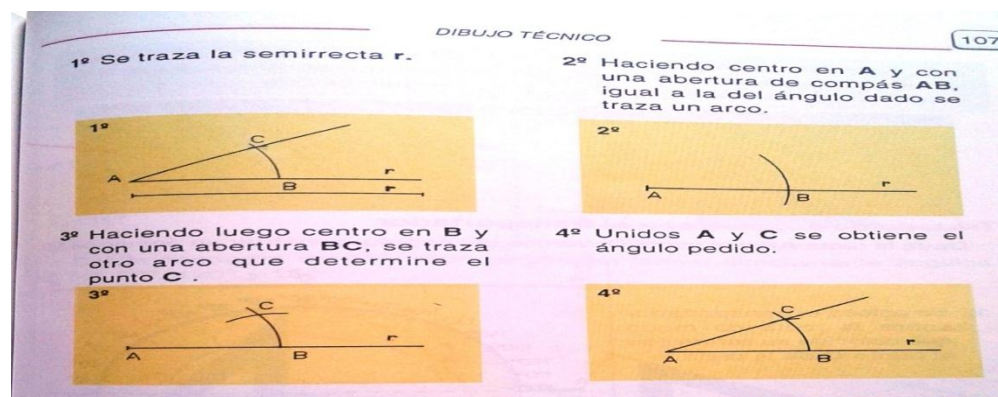 DIBUJO TÉCNICO
107
1º Se traza la semirrecta r.
2º Haciendo centro en A y con
una abertura de compás AB,
igual a la del ángulo dado se
traza un arco.
1º
C
A
B
r
r
2º
A
B
r
3º Haciendo luego centro en B y
con una abertura BC, se traza
otro arco que determine el
punto C .
4º Unidos A y C se obtiene el
ángulo pedido.
3º
C
A
B
r
4º
C
A
B
r